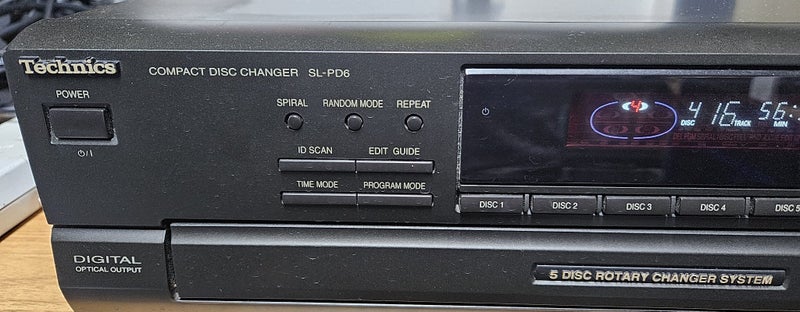 Technics
COMPACT DISC CHANGER SL-PD6
POWER
⏻/I
SPIRAL RANDOM MODE REPEAT
ID SCAN EDIT GUIDE
TIME MODE PROGRAM MODE
4
4 16 56:
DISC TRACK MIN
DISC 1 DISC 2 DISC 3 DISC 4 DISC 5
DIGITAL
OPTICAL OUTPUT
5 DISC ROTARY CHANGER SYSTEM